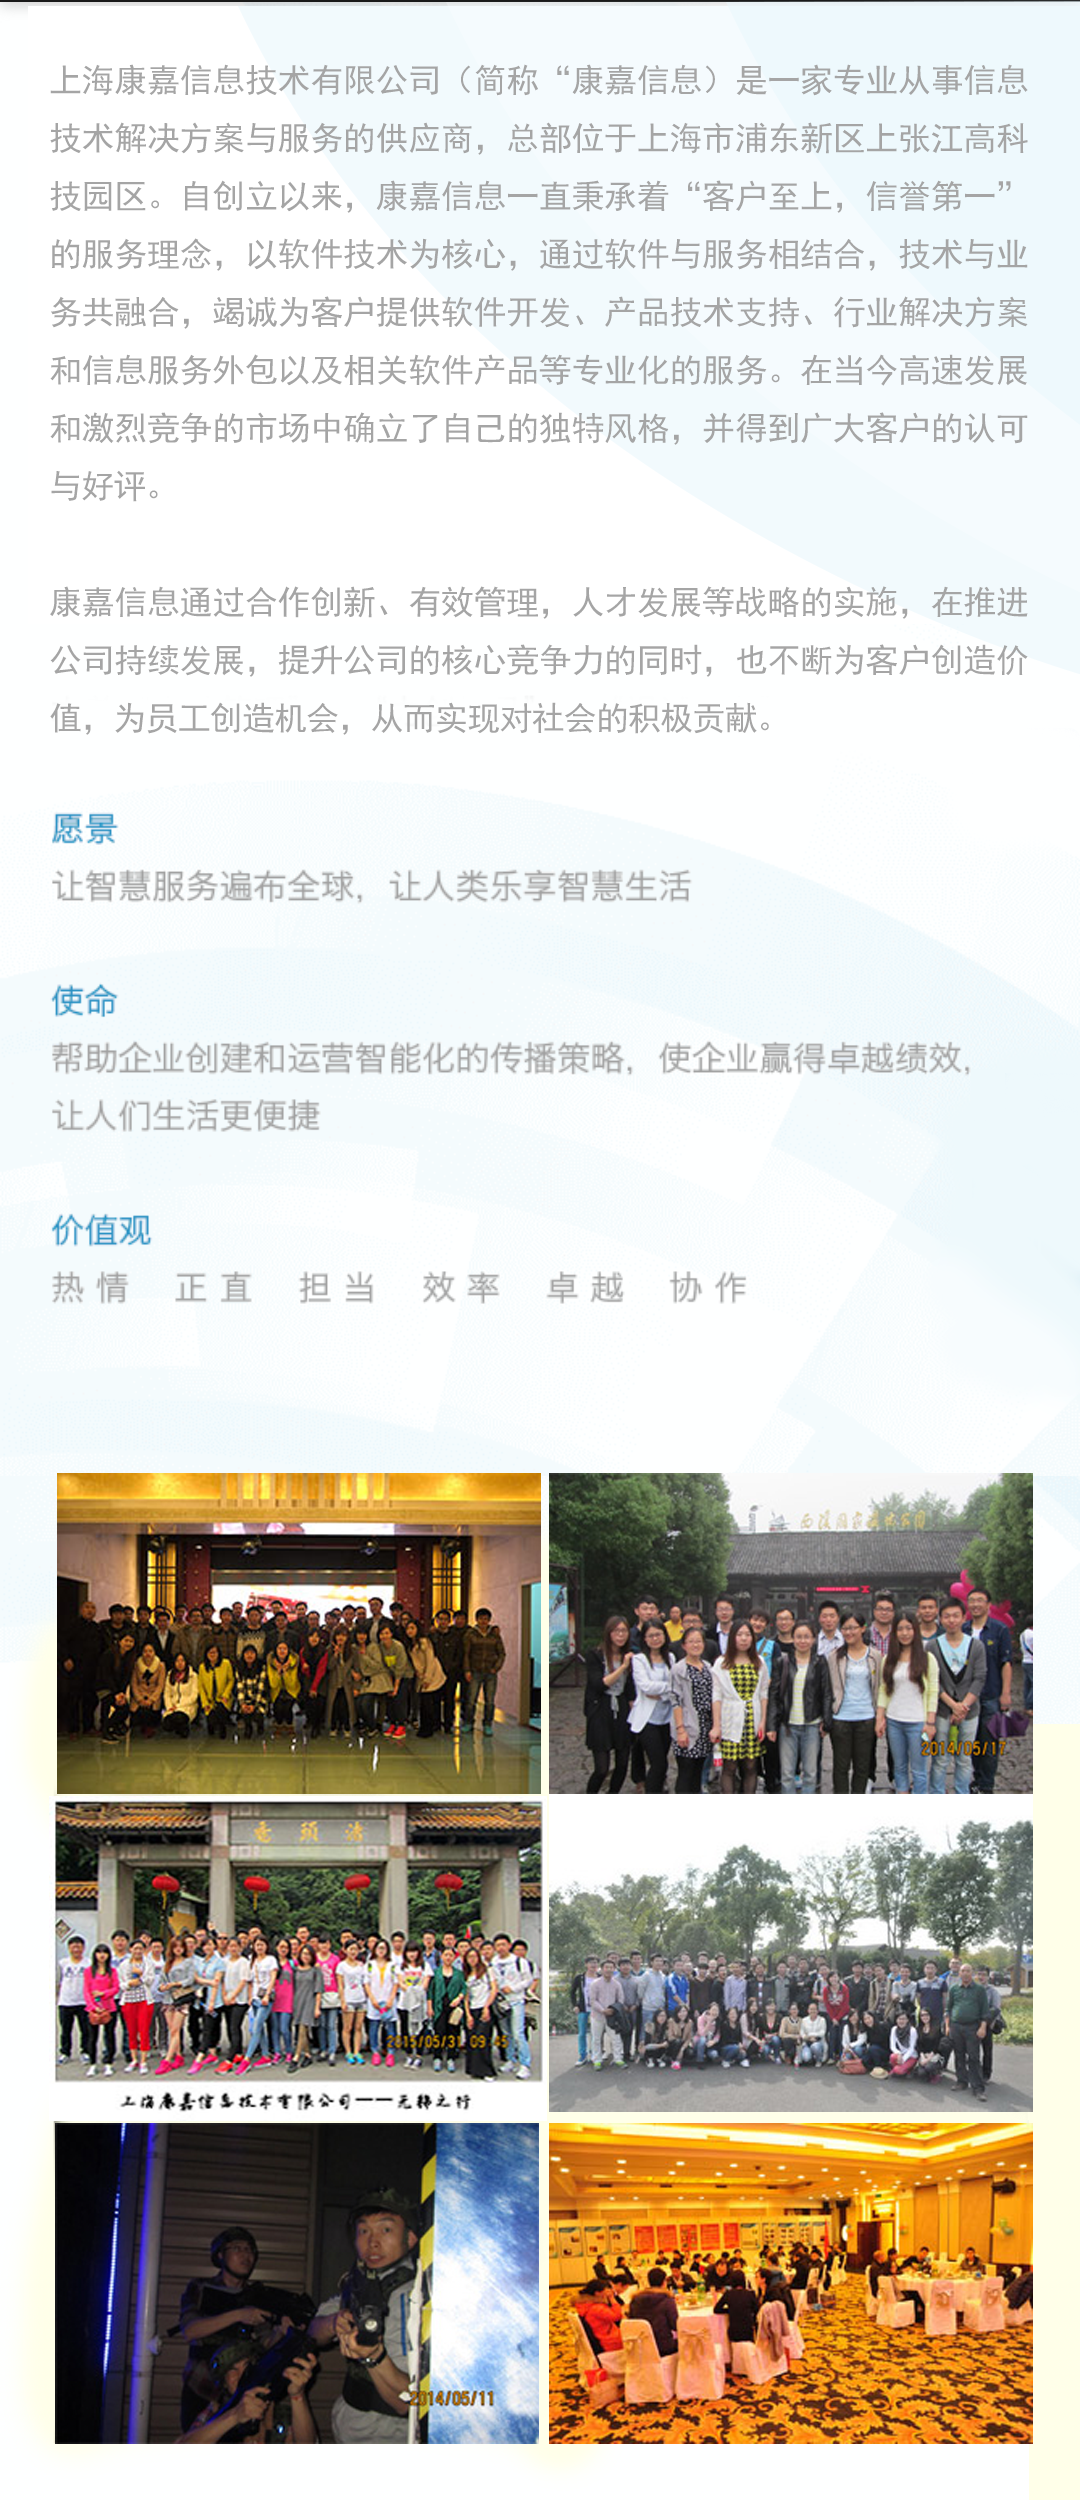 上海康嘉信息技术有限公司（简称“康嘉信息）是一家专业从事信息
技术解决方案与服务的供应商，总部位于上海市浦东新区上张江高科
技园区。自创立以来，康嘉信息一直秉承着“客户至上，信誉第一”
的服务理念，以软件技术为核心，通过软件与服务相结合，技术与业
务共融合，竭诚为客户提供软件开发、产品技术支持、行业解决方案
和信息服务外包以及相关软件产品等专业化的服务。在当今高速发展
和激烈竞争的市场中确立了自己的独特风格，并得到广大客户的认可
与好评。
康嘉信息通过合作创新、有效管理，人才发展等战略的实施，在推进
公司持续发展，提升公司的核心竞争力的同时，也不断为客户创造价
值，为员工创造机会，从而实现对社会的积极贡献。
愿景
让智慧服务遍布全球，让人类乐享智慧生活
使命
帮助企业创建和运营智能化的传播策略，使企业赢得卓越绩效，
让人们生活更便捷
价值观
热情 正直 担当 效率 卓越 协作
西溪国家湿地公园
2014/05/17
黿頭渚
2015/05/31 09:45
上海康嘉信息技术有限公司——无锡之行
2014/05/11